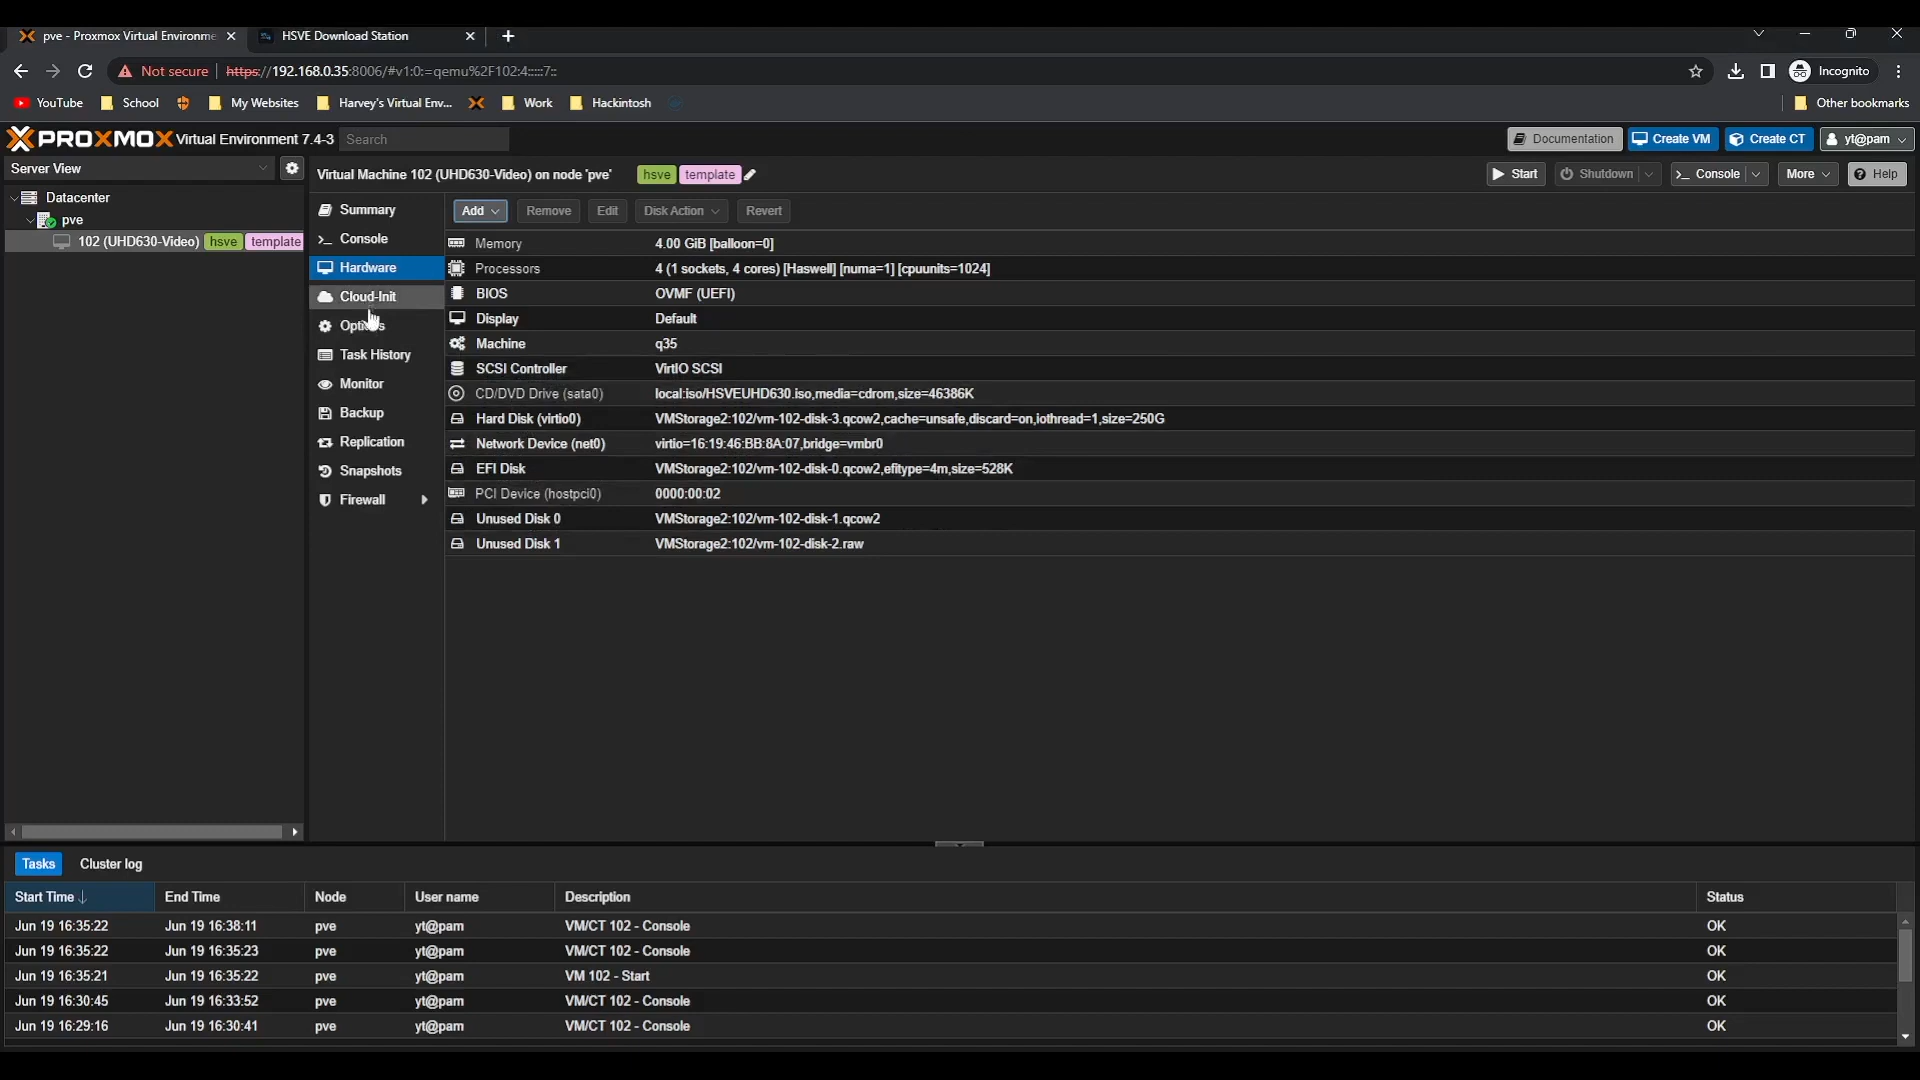 pve - Proxmox Virtual Environme
HSVE Download Station
Not secure
https://192.168.0.35:8006/#v1:0:=qemu%2F102:4:::::7::
Incognito
YouTube
School
My Websites
Harvey's Virtual Env...
Work
Hackintosh
Other bookmarks
PROXMOX Virtual Environment 7.4-3
Search
Documentation
Create VM
Create CT
yt@pam
Server View
Virtual Machine 102 (UHD630-Video) on node 'pve'
hsve
template
Start
Shutdown
Console
More
Help
Datacenter
pve
102 (UHD630-Video) hsve template
Summary
Console
Hardware
Cloud-Init
Task History
Monitor
Backup
Replication
Snapshots
Firewall
Add
Remove
Edit
Disk Action
Revert
Memory 4.00 GiB [balloon=0]
Processors 4 (1 sockets, 4 cores) [Haswell] [numa=1] [cpuunits=1024]
BIOS OVMF (UEFI)
Display Default
Machine q35
SCSI Controller VirtIO SCSI
CD/DVD Drive (sata0) local:iso/HSVEUHD630.iso,media=cdrom,size=46386K
Hard Disk (virtio0) VMStorage2:102/vm-102-disk-3.qcow2,cache=unsafe,discard=on,iothread=1,size=250G
Network Device (net0) virtio=16:19:46:BB:8A:07,bridge=vmbr0
EFI Disk VMStorage2:102/vm-102-disk-0.qcow2,efitype=4m,size=528K
PCI Device (hostpci0) 0000:00:02
Unused Disk 0 VMStorage2:102/vm-102-disk-1.qcow2
Unused Disk 1 VMStorage2:102/vm-102-disk-2.raw
Tasks
Cluster log
Start Time End Time Node User name Description Status
Jun 19 16:35:22 Jun 19 16:38:11 pve yt@pam VM/CT 102 - Console OK
Jun 19 16:35:22 Jun 19 16:35:23 pve yt@pam VM/CT 102 - Console OK
Jun 19 16:35:21 Jun 19 16:35:22 pve yt@pam VM 102 - Start OK
Jun 19 16:30:45 Jun 19 16:33:52 pve yt@pam VM/CT 102 - Console OK
Jun 19 16:29:16 Jun 19 16:30:41 pve yt@pam VM/CT 102 - Console OK